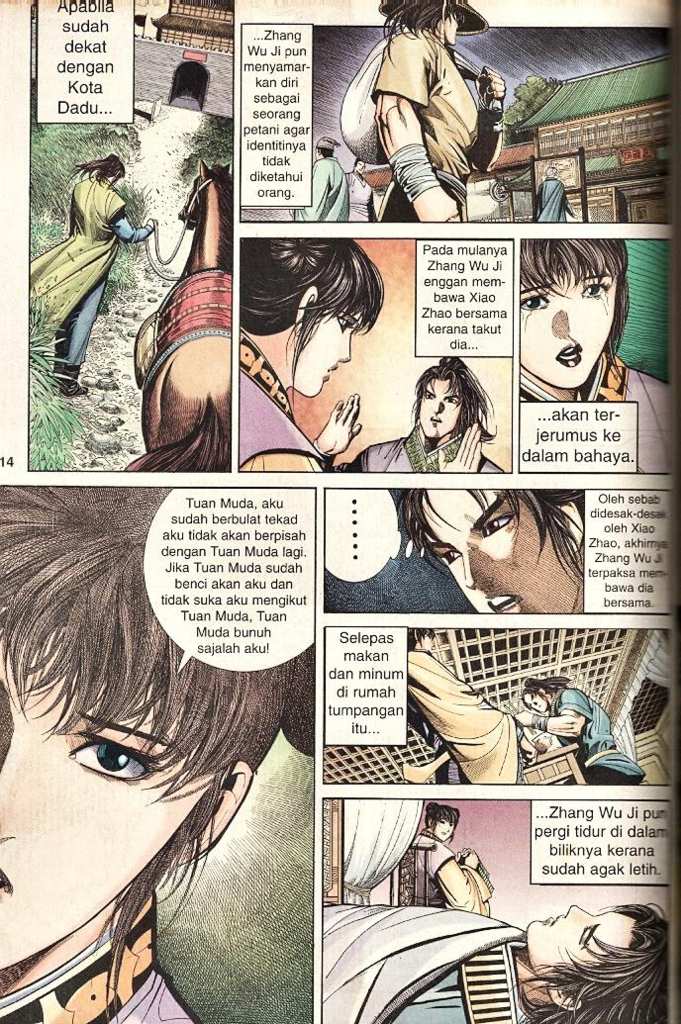 Apabila
sudah
dekat
dengan
Kota
Dadu...
...Zhang
Wu Ji pun
menyamar-
kan diri
sebagai
seorang
petani agar
identitinya
tidak
diketahui
orang.
Pada mulanya
Zhang Wu Ji
enggan mem-
bawa Xiao
Zhao bersama
kerana takut
dia...
...akan ter-
jerumus ke
dalam bahaya.
14
Tuan Muda, aku
sudah berbulat tekad
aku tidak akan berpisah
dengan Tuan Muda lagi.
Jika Tuan Muda sudah
benci akan aku dan
tidak suka aku mengikut
Tuan Muda, Tuan
Muda bunuh
sajalah aku!
......
Oleh sebab
didesak-desak
oleh Xiao
Zhao, akhirnya
Zhang Wu Ji
terpaksa mem-
bawa dia
bersama.
Selepas
makan
dan minum
di rumah
tumpangan
itu...
...Zhang Wu Ji pun
pergi tidur di dalam
biliknya kerana
sudah agak letih.